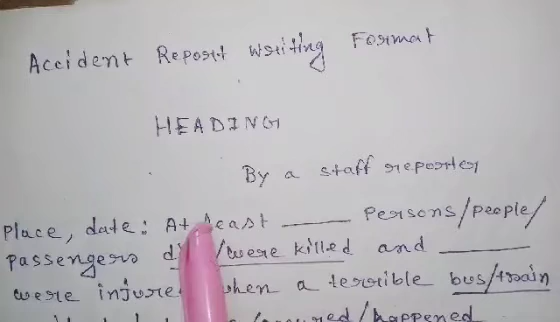 Accident Report Writing Format
HEADING
By a staff reporter
Place, date: At least ____ persons/people/
passengers were killed and ____
were injured when a terrible bus/train
happened